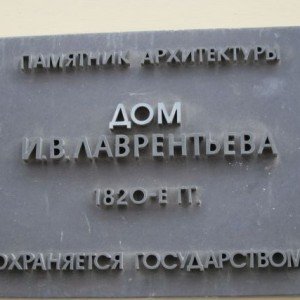 ПАМЯТНИК АРХИТЕКТУРЫ
ДОМ
И.В.ЛАВРЕНТЬЕВА
1820-Е ГГ.
ОХРАНЯЕТСЯ ГОСУДАРСТВОМ